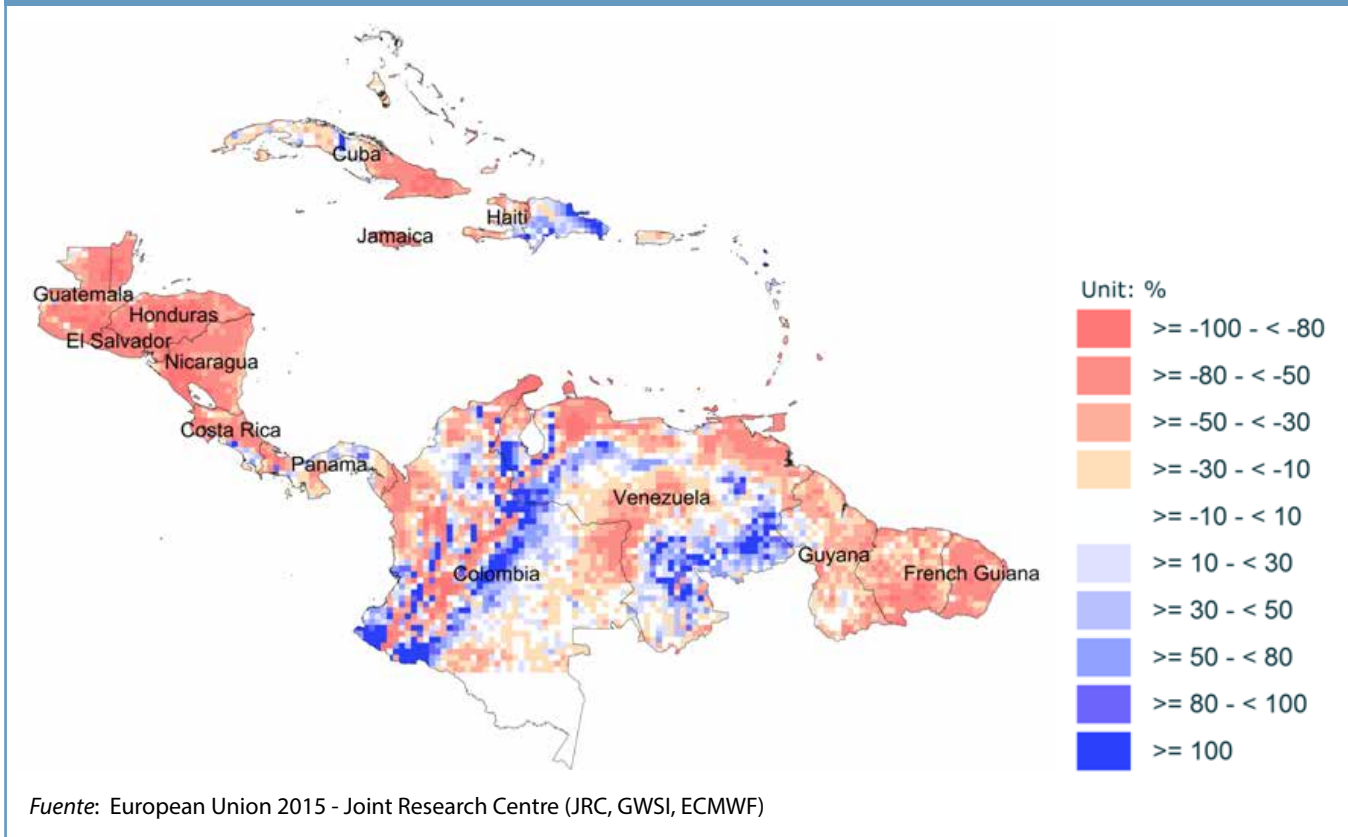 Cuba
Haiti
Jamaica
Guatemala
Honduras
El Salvador
Nicaragua
Costa Rica
Panama
Venezuela
Colombia
Guyana
French Guiana
Unit: %
>= -100 - < -80
>= -80 - < -50
>= -50 - < -30
>= -30 - < -10
>= -10 - < 10
>= 10 - < 30
>= 30 - < 50
>= 50 - < 80
>= 80 - < 100
>= 100
Fuente: European Union 2015 - Joint Research Centre (JRC, GWSI, ECMWF)